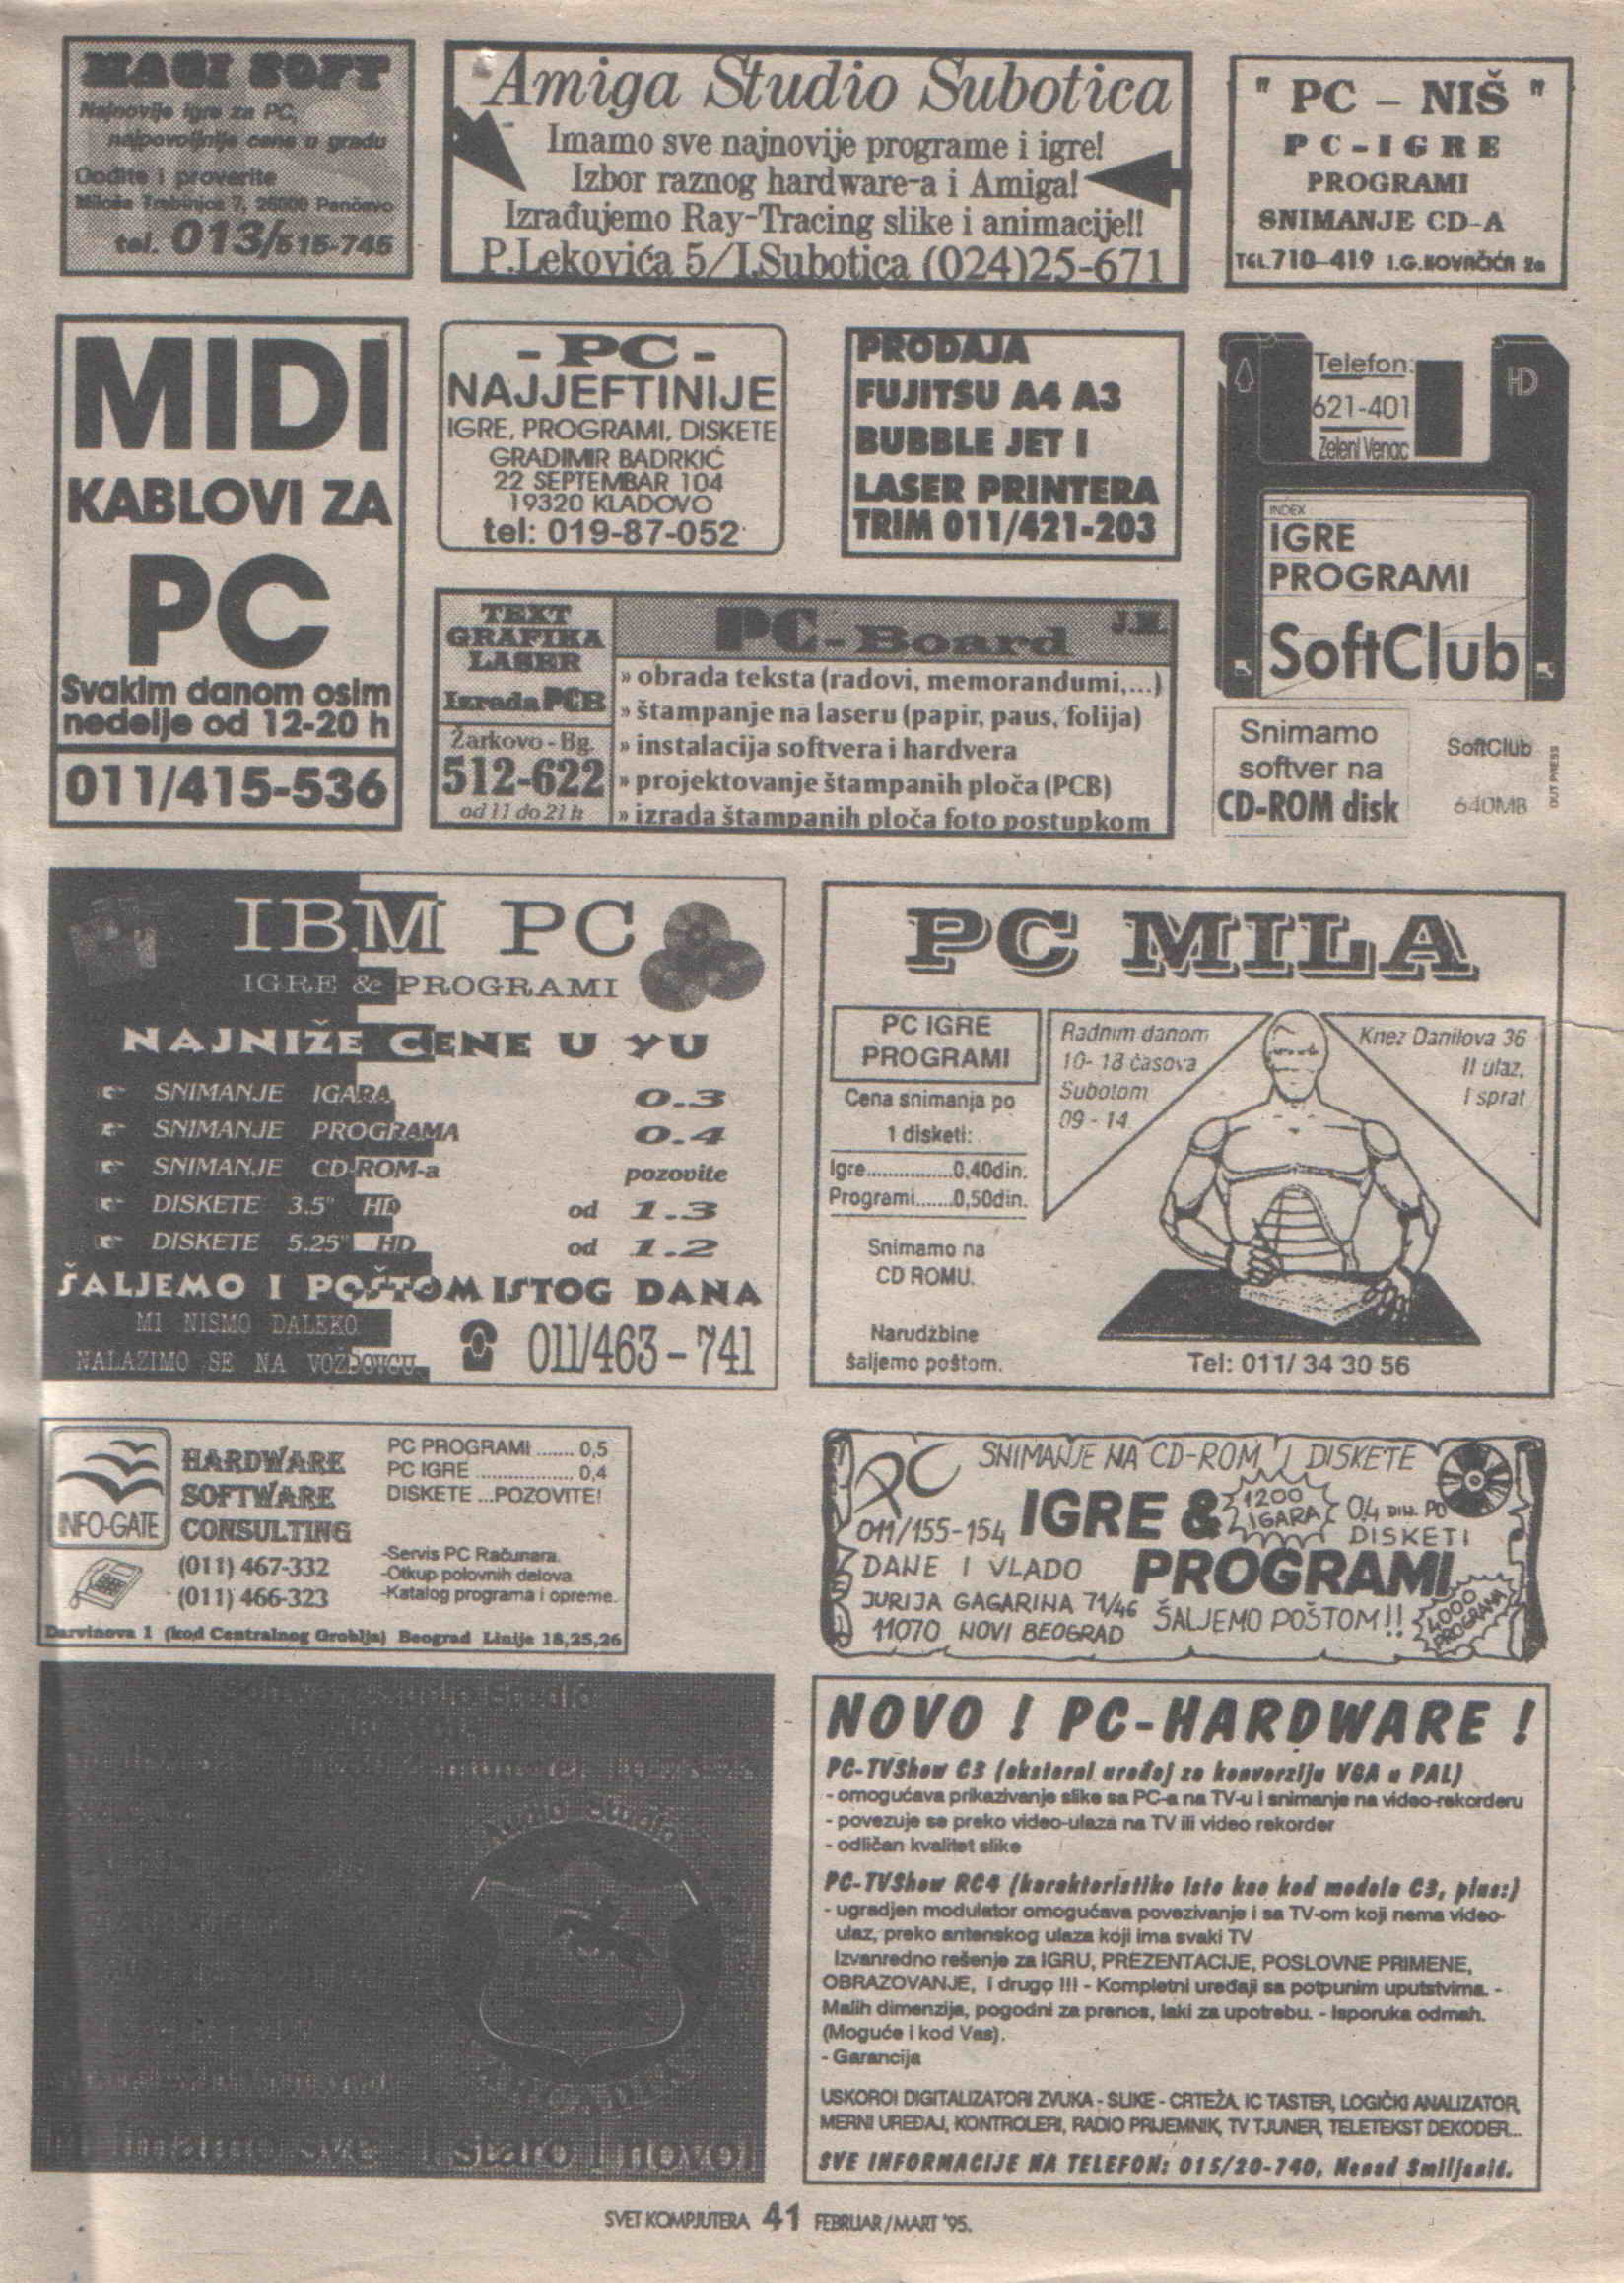 MAGI SOFT
Najnovije igre za PC,
najpovoljnije cene u gradu
Dođite i proverite
Miloša Trebinjca 7, 26000 Pančevo
tel. 013/515-745
Amiga Studio Subotica
Imamo sve najnovije programe i igre!
Izbor raznog hardware-a i Amiga!
Izrađujemo Ray-Tracing slike i animacije!!
P.Lekovića 5/I.Subotica (024)25-671
" PC – NIŠ "
PC-IGRE
PROGRAMI
SNIMANJE CD-A
TEL.710-419 I.G.KOVAČIĆA 2a
MIDI
KABLOVI ZA
PC
Svakim danom osim
nedelje od 12-20 h
011/415-536
- PC -
NAJJEFTINIJE
IGRE, PROGRAMI, DISKETE
GRADIMIR BADRKIĆ
22 SEPTEMBAR 104
19320 KLADOVO
tel: 019-87-052
PRODAJA
FUJITSU A4 A3
BUBBLE JET I
LASER PRINTERA
TRIM 011/421-203
Telefon:
621-401
Zeleni Venac
HD
INDEX
IGRE
PROGRAMI
SoftClub
Snimamo
softver na
CD-ROM disk
SoftClub
640MB
OUT PRESS
TEXT
GRAFIKA
LASER
Izrada PCB
Žarkovo - Bg.
512-622
od 11 do 21 h
PC-Board
J.M.
» obrada teksta (radovi, memorandumi,...)
» štampanje na laseru (papir, paus, folija)
» instalacija softvera i hardvera
» projektovanje štampanih ploča (PCB)
» izrada štampanih ploča foto postupkom
IBM PC
IGRE & PROGRAMI
NAJNIŽE CENE U YU
SNIMANJE IGARA 0.3
SNIMANJE PROGRAMA 0.4
SNIMANJE CD-ROM-a pozovite
DISKETE 3.5" HD od 1.3
DISKETE 5.25" HD od 1.2
ŠALJEMO I POŠTOM ISTOG DANA
MI NISMO DALEKO
NALAZIMO SE NA VOŽDOVCU
011/463-741
PC MILA
PC IGRE
PROGRAMI
Cena snimanja po
1 disketi:
Igre...............0,40din.
Programi.......0,50din.
Snimamo na
CD ROMU.
Narudžbine
šaljemo poštom.
Radnim danom
10- 18 časova
Subotom
09 - 14
Knez Danilova 36
II ulaz,
I sprat
Tel: 011/ 34 30 56
INFO-GATE
HARDWARE
SOFTWARE
CONSULTING
(011) 467-332
(011) 466-323
PC PROGRAMI ....... 0,5
PC IGRE ................... 0,4
DISKETE ...POZOVITE!
-Servis PC Računara.
-Otkup polovnih delova.
-Katalog programa i opreme.
Darvinova 1 (kod Centralnog Groblja) Beograd Linije 18,25,26
PC SNIMANJE NA CD-ROM I DISKETE
011/155-154 IGRE & 1200 IGARA 0.4 DIN. PO DISKETI
DANE I VLADO PROGRAMI
JURIJA GAGARINA 71/46
11070 NOVI BEOGRAD
ŠALJEMO POŠTOM!!
4000 PROGRAMA
Audio Studio
imamo sve - i staro i novo!
NOVO ! PC-HARDWARE !
PC-TVShow C3 (eksterni uređaj za konverziju VGA u PAL)
- omogućava prikazivanje slike sa PC-a na TV-u i snimanje na video-rekorderu
- povezuje se preko video-ulaza na TV ili video rekorder
- odličan kvalitet slike
PC-TVShow RC4 (karakteristike iste kao kod modela C3, plus:)
- ugradjen modulator omogućava povezivanje i sa TV-om koji nema video-
ulaz, preko antenskog ulaza koji ima svaki TV
Izvanredno rešenje za IGRU, PREZENTACIJE, POSLOVNE PRIMENE,
OBRAZOVANJE, i drugo !!! - Kompletni uređaji sa potpunim uputstvima. -
Malih dimenzija, pogodni za prenos, laki za upotrebu. - Isporuka odmah.
(Moguće i kod Vas).
- Garancija
USKORO! DIGITALIZATORI ZVUKA - SLIKE - CRTEŽA, IC TASTER, LOGIČKI ANALIZATOR,
MERNI UREĐAJ, KONTROLERI, RADIO PRIJEMNIK, TV TJUNER, TELETEKST DEKODER...
SVE INFORMACIJE NA TELEFON: 015/20-740, Nenad Smiljanić.
SVET KOMPJUTERA 41 FEBRUAR/MART '95.